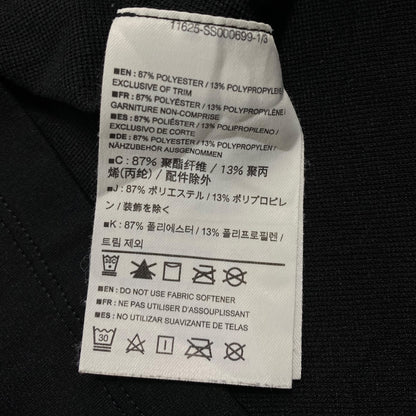 11625-SS000699-1/3
EN: 87% POLYESTER / 13% POLYPROPYLENE /
EXCLUSIVE OF TRIM
FR: 87% POLYÉSTER / 13% POLYPROPYLENE /
GARNITURE NON-COMPRISE
ES: 87% POLIÉSTER / 13% POLIPROPILENO /
EXCLUSIVO DE CORTE
DE: 87% POLYESTER / 13% POLYPROPYLEN /
NÄHZUBEHÖR AUSGENOMMEN
C: 87% 聚酯纤维 / 13% 聚丙
烯(丙纶) / 配件除外
J: 87% ポリエステル / 13% ポリプロピレ
ン / 装飾を除く
K: 87% 폴리에스터 / 13% 폴리프로필렌 /
트림 제외
EN: DO NOT USE FABRIC SOFTENER
FR: NE PAS UTILISER D'ASSOUPLISSANT
ES: NO UTILIZAR SUAVIZANTE DE TELAS
30